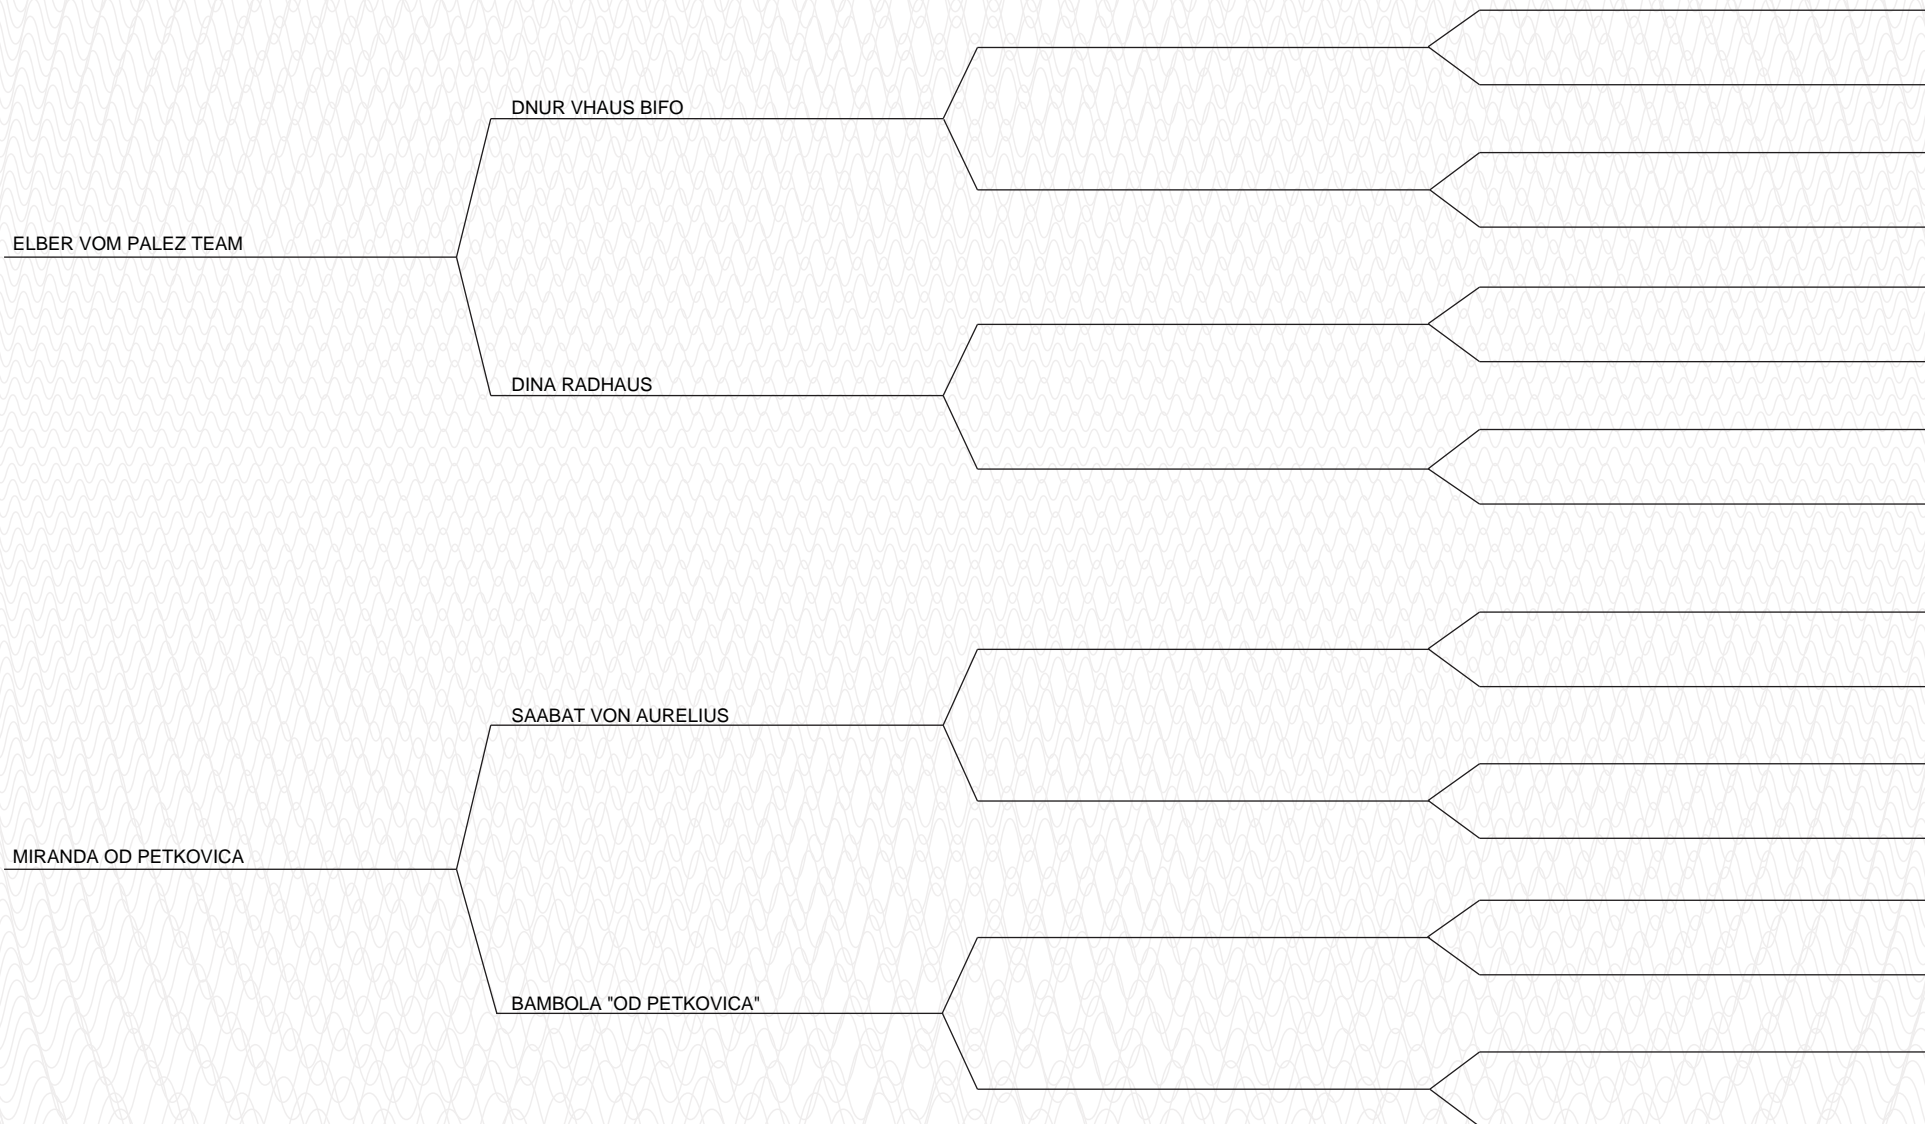 DNUR VHAUS BIFO
ELBER VOM PALEZ TEAM
DINA RADHAUS
SAABAT VON AURELIUS
MIRANDA OD PETKOVICA
BAMBOLA "OD PETKOVICA"